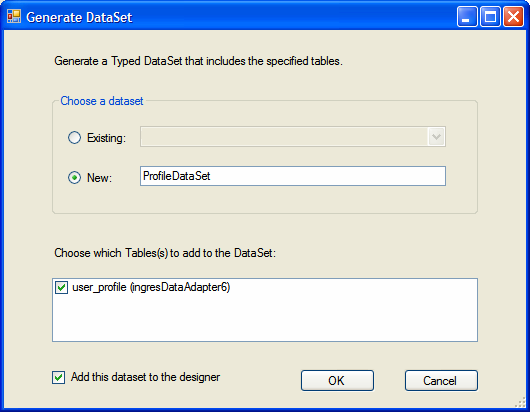 Generate DataSet
Generate a Typed DataSet that includes the specified tables.
Choose a dataset
Existing:
New: ProfileDataSet
Choose which Tables(s) to add to the DataSet:
user_profile (ingresDataAdapter6)
Add this dataset to the designer OK Cancel